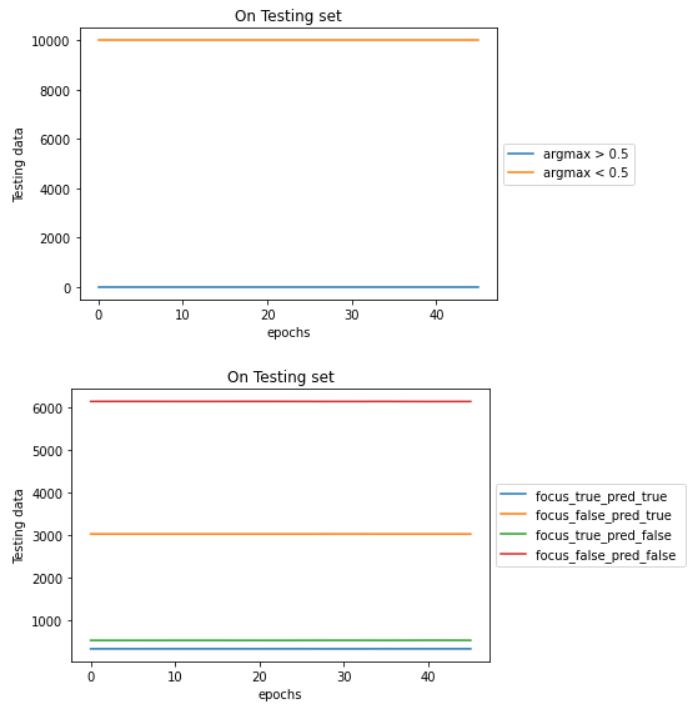 On Testing set
10000
8000
6000
4000
2000
0
Testing data
0 10 20 30 40
epochs
argmax > 0.5
argmax < 0.5
On Testing set
6000
5000
4000
3000
2000
1000
Testing data
0 10 20 30 40
epochs
focus_true_pred_true
focus_false_pred_true
focus_true_pred_false
focus_false_pred_false